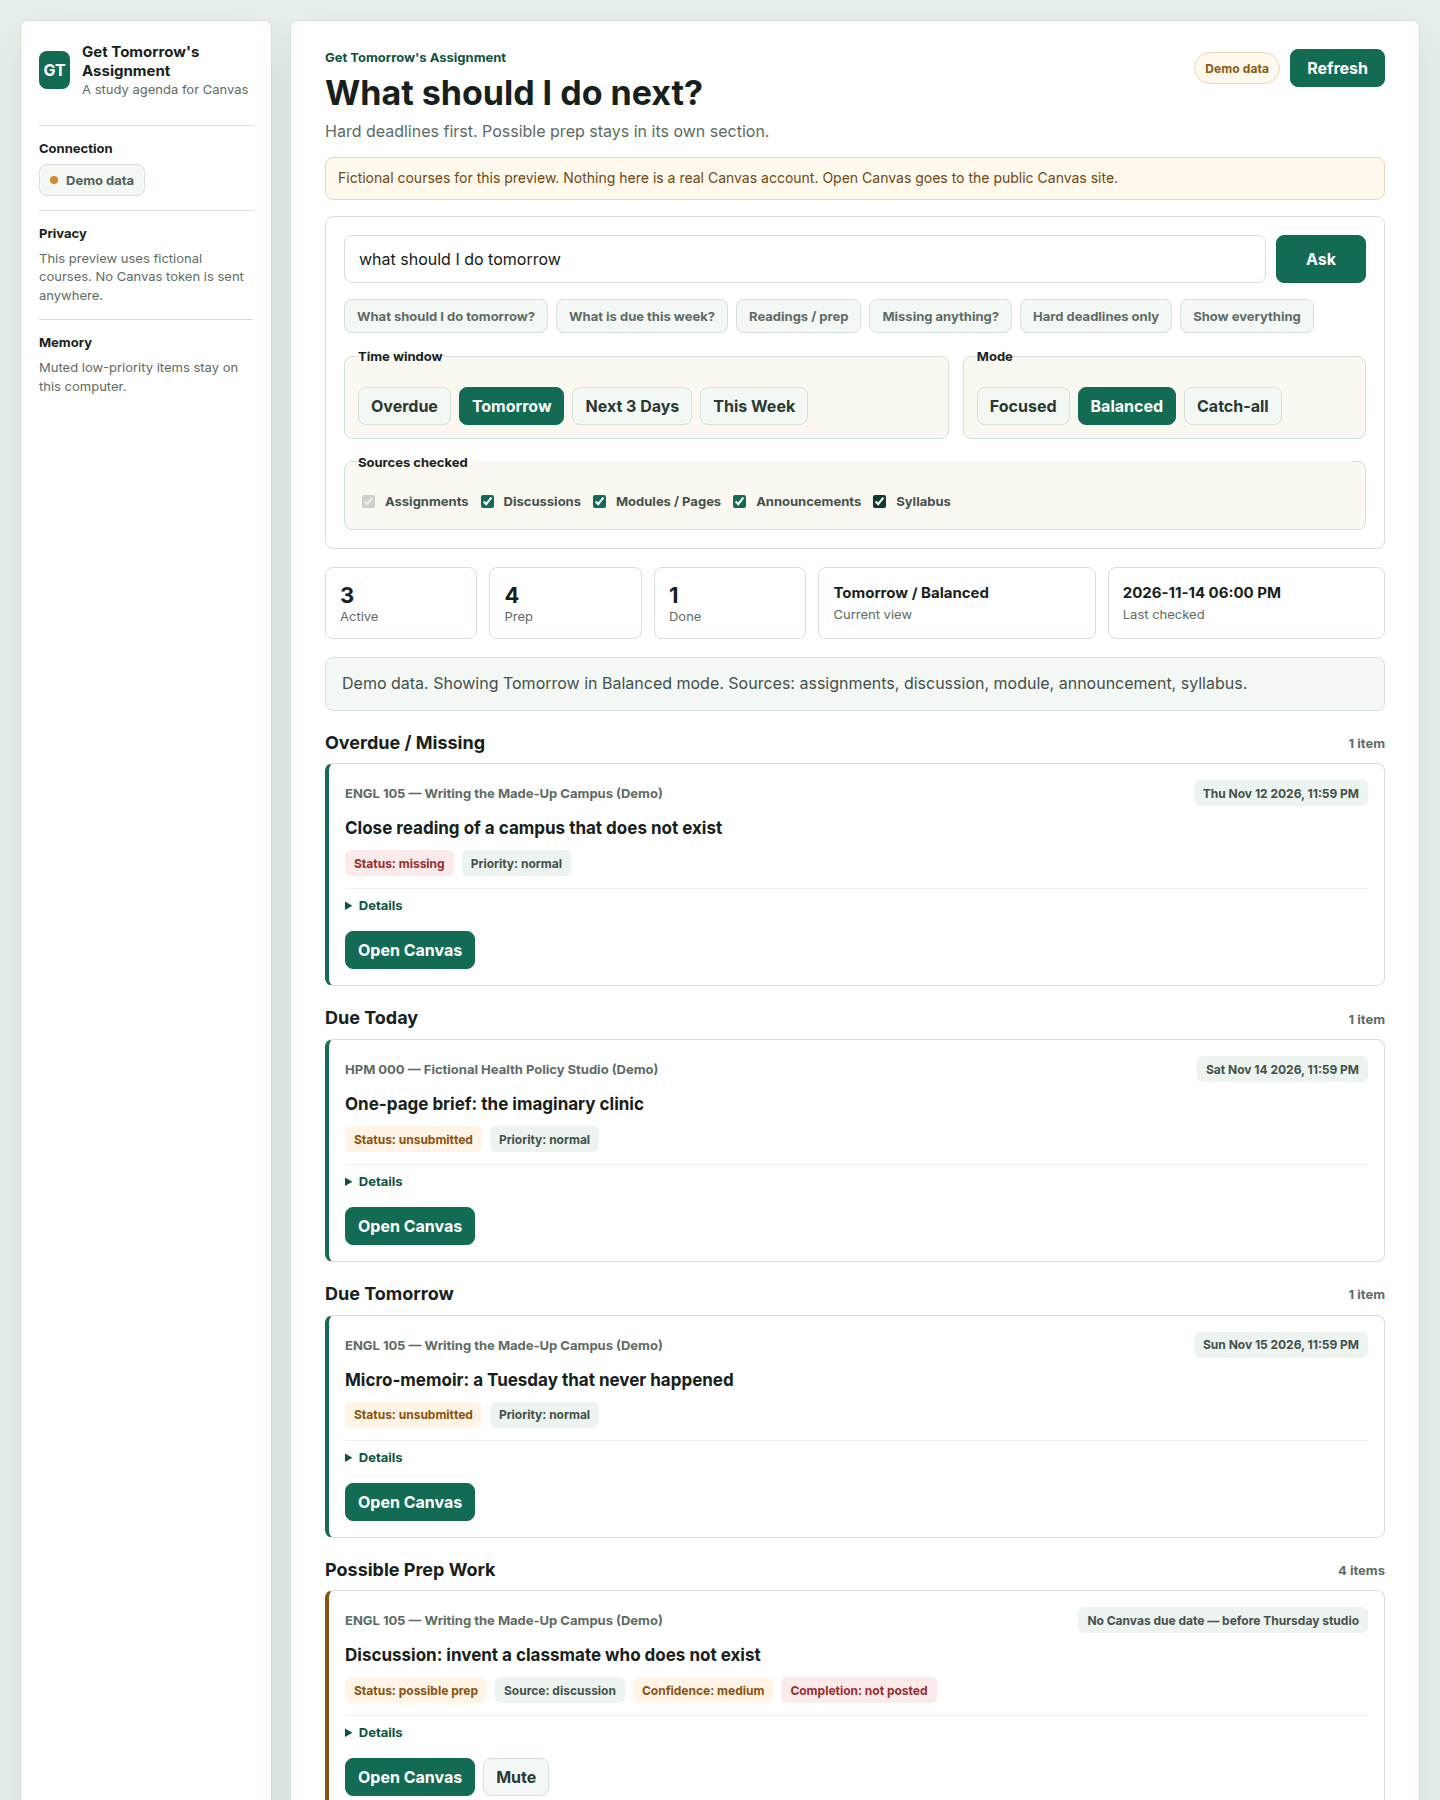 GT
Get Tomorrow's
Assignment
A study agenda for Canvas
Connection
Demo data
Privacy
This preview uses fictional
courses. No Canvas token is sent
anywhere.
Memory
Muted low-priority items stay on
this computer.
Get Tomorrow's Assignment
What should I do next?
Hard deadlines first. Possible prep stays in its own section.
Demo data
Refresh
Fictional courses for this preview. Nothing here is a real Canvas account. Open Canvas goes to the public Canvas site.
what should I do tomorrow
Ask
What should I do tomorrow?
What is due this week?
Readings / prep
Missing anything?
Hard deadlines only
Show everything
Time window
Overdue
Tomorrow
Next 3 Days
This Week
Mode
Focused
Balanced
Catch-all
Sources checked
Assignments
Discussions
Modules / Pages
Announcements
Syllabus
3
Active
4
Prep
1
Done
Tomorrow / Balanced
Current view
2026-11-14 06:00 PM
Last checked
Demo data. Showing Tomorrow in Balanced mode. Sources: assignments, discussion, module, announcement, syllabus.
Overdue / Missing
1 item
ENGL 105 — Writing the Made-Up Campus (Demo)
Thu Nov 12 2026, 11:59 PM
Close reading of a campus that does not exist
Status: missing
Priority: normal
Details
Open Canvas
Due Today
1 item
HPM 000 — Fictional Health Policy Studio (Demo)
Sat Nov 14 2026, 11:59 PM
One-page brief: the imaginary clinic
Status: unsubmitted
Priority: normal
Details
Open Canvas
Due Tomorrow
1 item
ENGL 105 — Writing the Made-Up Campus (Demo)
Sun Nov 15 2026, 11:59 PM
Micro-memoir: a Tuesday that never happened
Status: unsubmitted
Priority: normal
Details
Open Canvas
Possible Prep Work
4 items
ENGL 105 — Writing the Made-Up Campus (Demo)
No Canvas due date — before Thursday studio
Discussion: invent a classmate who does not exist
Status: possible prep
Source: discussion
Confidence: medium
Completion: not posted
Details
Open Canvas
Mute